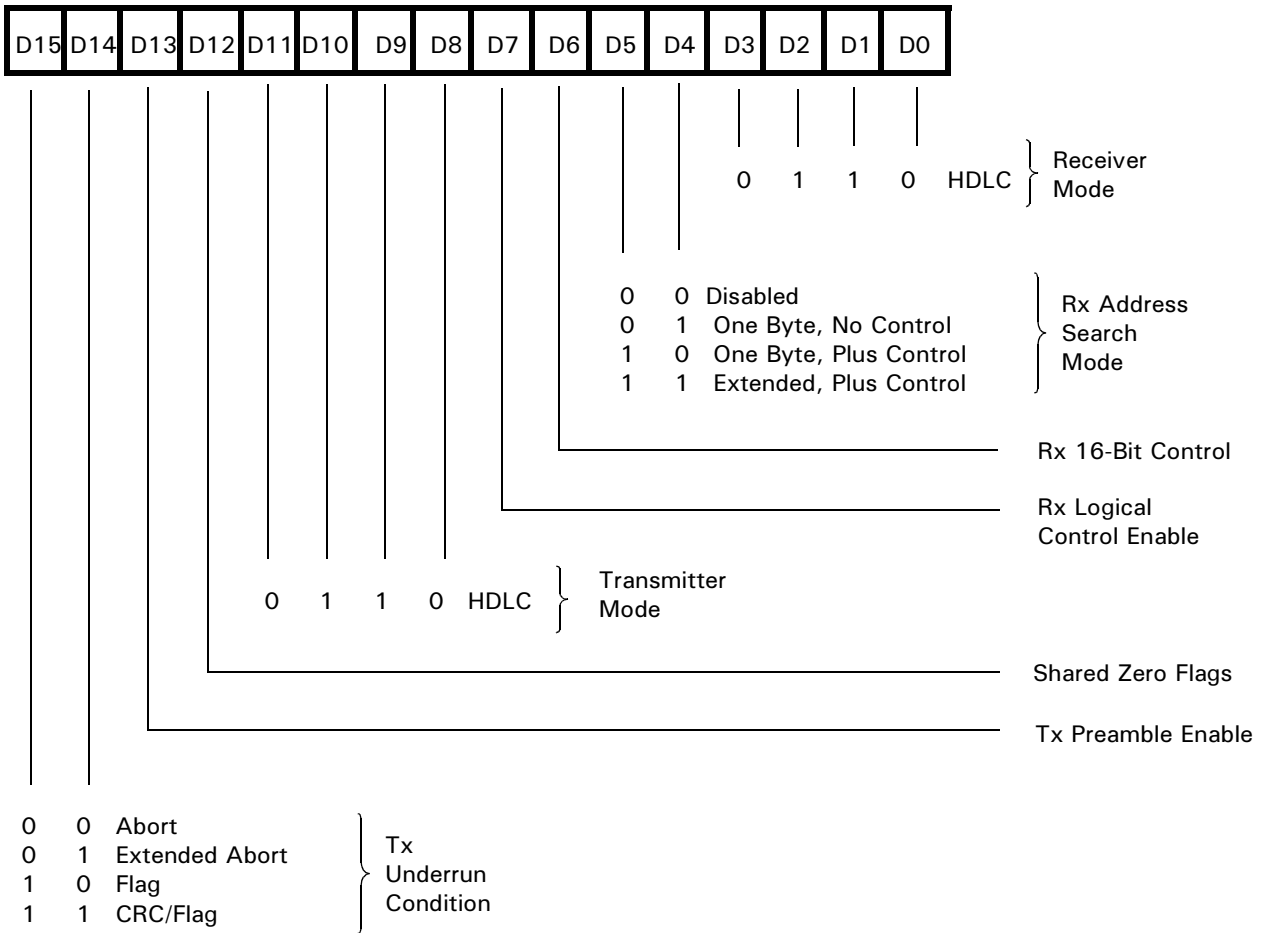 D15 D14 D13 D12 D11 D10 D9 D8 D7 D6 D5 D4 D3 D2 D1 D0
0 1 1 0 HDLC
Receiver
Mode
0 0 Disabled
0 1 One Byte, No Control
1 0 One Byte, Plus Control
1 1 Extended, Plus Control
Rx Address
Search
Mode
Rx 16-Bit Control
Rx Logical
Control Enable
0 1 1 0 HDLC
Transmitter
Mode
Shared Zero Flags
Tx Preamble Enable
0 0 Abort
0 1 Extended Abort
1 0 Flag
1 1 CRC/Flag
Tx
Underrun
Condition